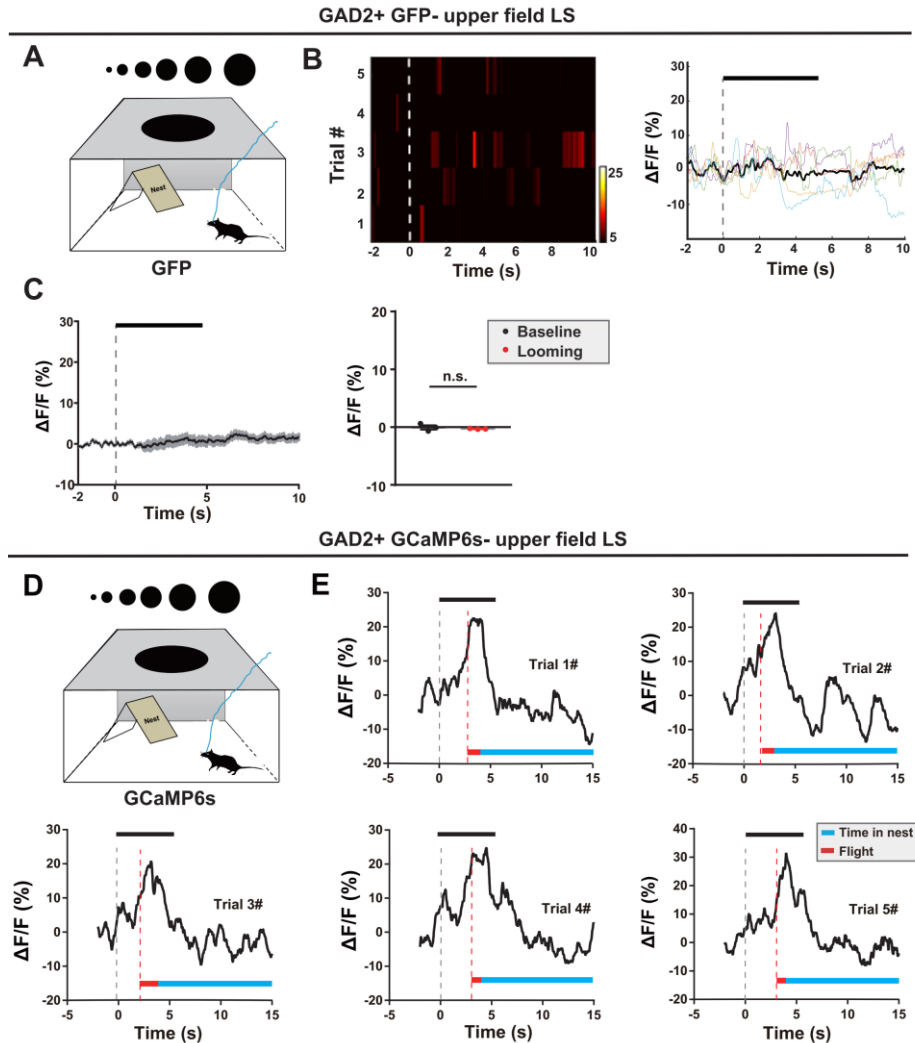 GAD2+ GFP- upper field LS
A
Nest
GFP
B
Trial #
5
4
3
2
1
-2 0 2 4 6 8 10
Time (s)
25
5
ΔF/F (%)
30
20
10
0
-10
-2 0 2 4 6 8 10
Time (s)
C
ΔF/F (%)
30
20
10
0
-10
-2 0 5 10
Time (s)
ΔF/F (%)
20
10
0
-10
n.s.
Baseline
Looming
GAD2+ GCaMP6s- upper field LS
D
Nest
GCaMP6s
E
ΔF/F (%)
30
20
10
0
-10
-20
Trial 1#
-5 0 5 10 15
ΔF/F (%)
30
20
10
0
-10
-20
Trial 2#
-5 0 5 10 15
ΔF/F (%)
30
20
10
0
-10
-20
Trial 3#
-5 0 5 10 15
Time (s)
ΔF/F (%)
30
20
10
0
-10
-20
Trial 4#
-5 0 5 10 15
Time (s)
ΔF/F (%)
40
30
20
10
0
-10
-20
Time in nest
Flight
Trial 5#
-5 0 5 10 15
Time (s)